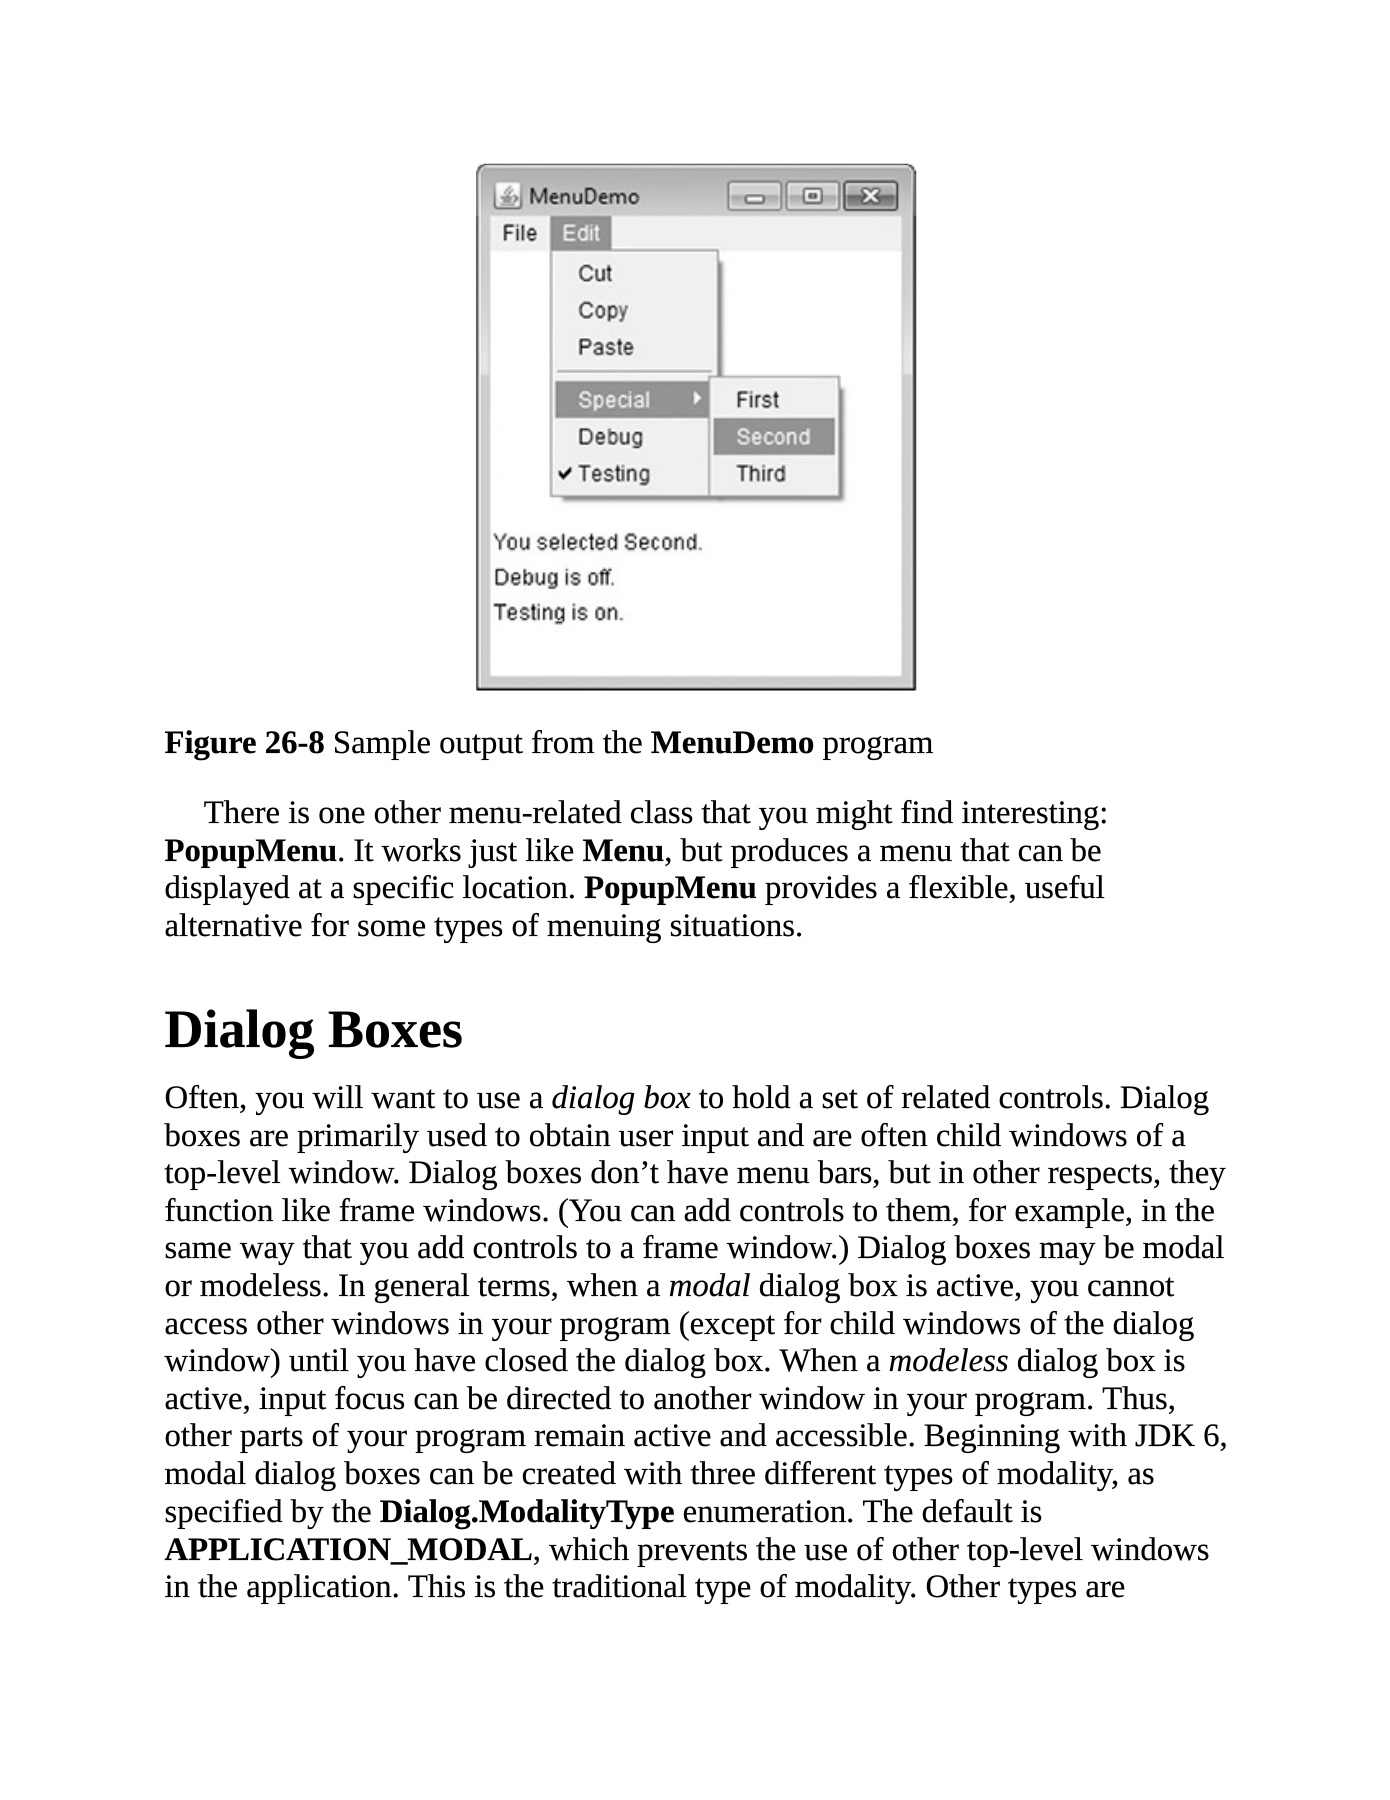 MenuDemo
File Edit
Cut
Copy
Paste
Special
Debug
Testing
First
Second
Third
You selected Second.
Debug is off.
Testing is on.
Figure 26-8 Sample output from the MenuDemo program
There is one other menu-related class that you might find interesting:
PopupMenu. It works just like Menu, but produces a menu that can be
displayed at a specific location. PopupMenu provides a flexible, useful
alternative for some types of menuing situations.
Dialog Boxes
Often, you will want to use a dialog box to hold a set of related controls. Dialog
boxes are primarily used to obtain user input and are often child windows of a
top-level window. Dialog boxes don’t have menu bars, but in other respects, they
function like frame windows. (You can add controls to them, for example, in the
same way that you add controls to a frame window.) Dialog boxes may be modal
or modeless. In general terms, when a modal dialog box is active, you cannot
access other windows in your program (except for child windows of the dialog
window) until you have closed the dialog box. When a modeless dialog box is
active, input focus can be directed to another window in your program. Thus,
other parts of your program remain active and accessible. Beginning with JDK 6,
modal dialog boxes can be created with three different types of modality, as
specified by the Dialog.ModalityType enumeration. The default is
APPLICATION_MODAL, which prevents the use of other top-level windows
in the application. This is the traditional type of modality. Other types are